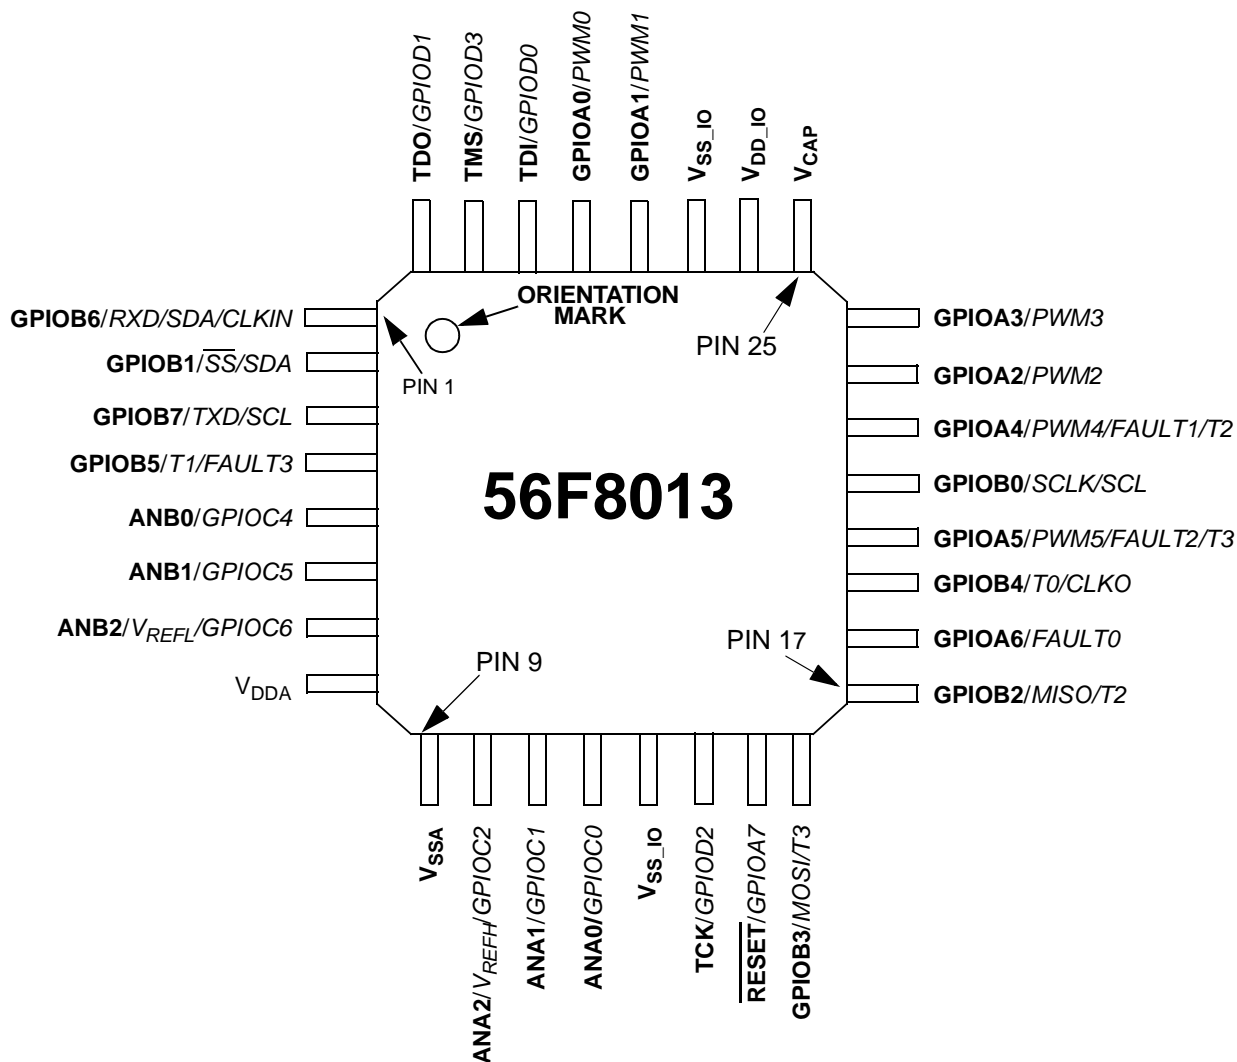 TDO/GPIOD1
TMS/GPIOD3
TDI/GPIOD0
GPIOA0/PWM0
GPIOA1/PWM1
VSS_IO
VDD_IO
VCAP
ORIENTATION
MARK
PIN 25
PIN 1
GPIOB6/RXD/SDA/CLKIN
GPIOB1/S̅S̅/SDA
GPIOB7/TXD/SCL
GPIOB5/T1/FAULT3
ANB0/GPIOC4
ANB1/GPIOC5
ANB2/VREFL/GPIOC6
VDDA
56F8013
GPIOA3/PWM3
GPIOA2/PWM2
GPIOA4/PWM4/FAULT1/T2
GPIOB0/SCLK/SCL
GPIOA5/PWM5/FAULT2/T3
GPIOB4/T0/CLKO
GPIOA6/FAULT0
GPIOB2/MISO/T2
PIN 9
PIN 17
VSSA
ANA2/VREFH/GPIOC2
ANA1/GPIOC1
ANA0/GPIOC0
VSS_IO
TCK/GPIOD2
R̅E̅S̅E̅T̅/GPIOA7
GPIOB3/MOSI/T3